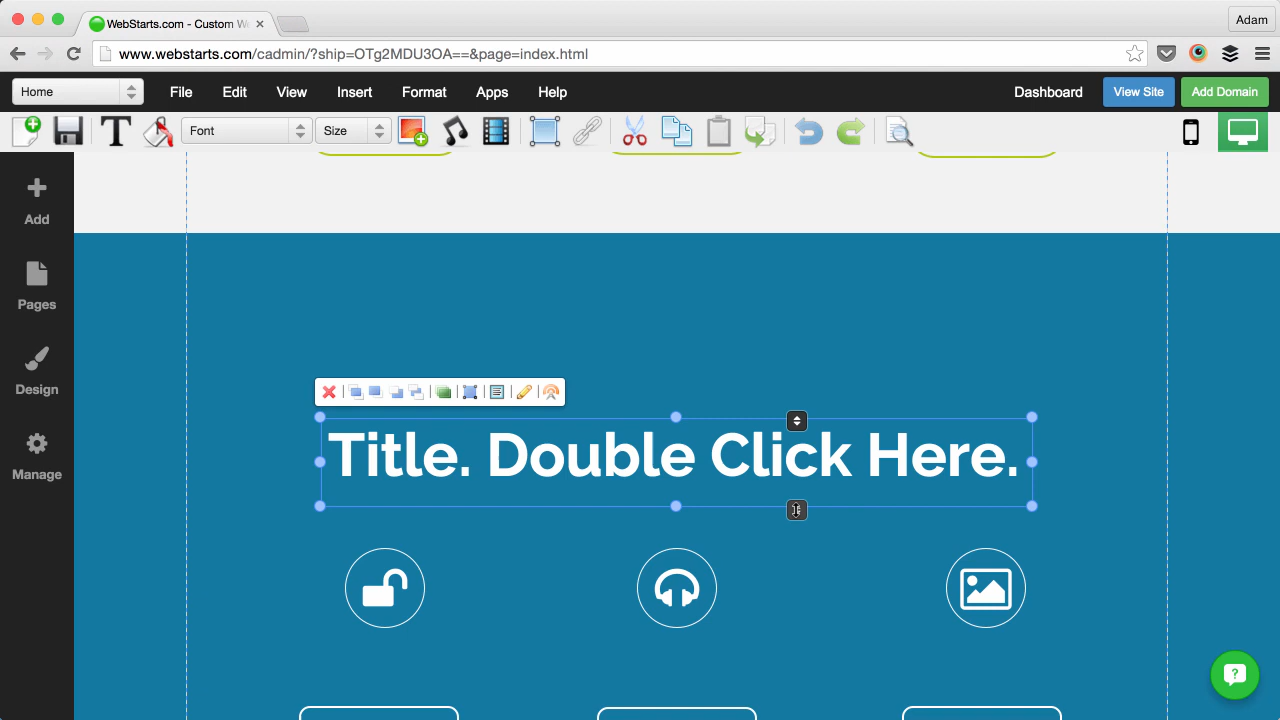 WebStarts.com - Custom W
Adam
www.webstarts.com/cadmin/?ship=OTg2MDU3OA==&page=index.html
Home
File
Edit
View
Insert
Format
Apps
Help
Dashboard
View Site
Add Domain
T
Font
Size
Add
Pages
Design
Manage
Title. Double Click Here.